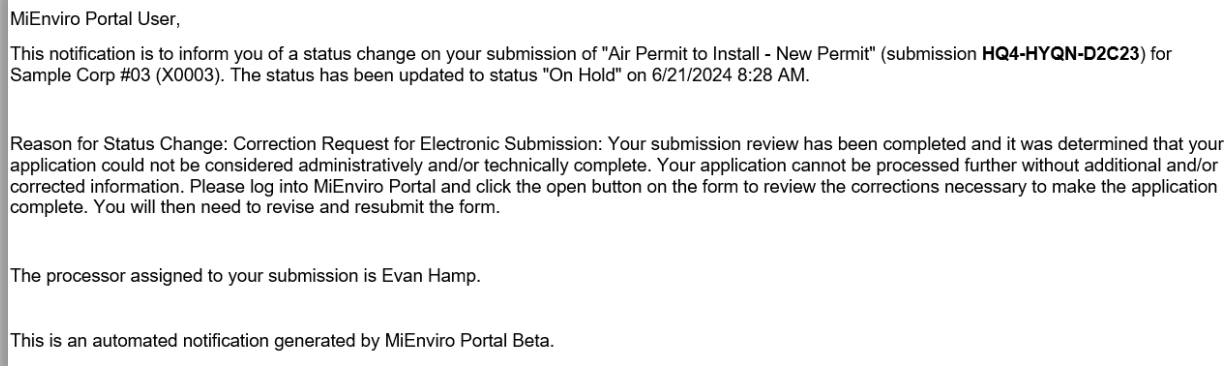 MiEnviro Portal User,
This notification is to inform you of a status change on your submission of "Air Permit to Install - New Permit" (submission HQ4-HYQN-D2C23) for
Sample Corp #03 (X0003). The status has been updated to status "On Hold" on 6/21/2024 8:28 AM.
Reason for Status Change: Correction Request for Electronic Submission: Your submission review has been completed and it was determined that your
application could not be considered administratively and/or technically complete. Your application cannot be processed further without additional and/or
corrected information. Please log into MiEnviro Portal and click the open button on the form to review the corrections necessary to make the application
complete. You will then need to revise and resubmit the form.
The processor assigned to your submission is Evan Hamp.
This is an automated notification generated by MiEnviro Portal Beta.